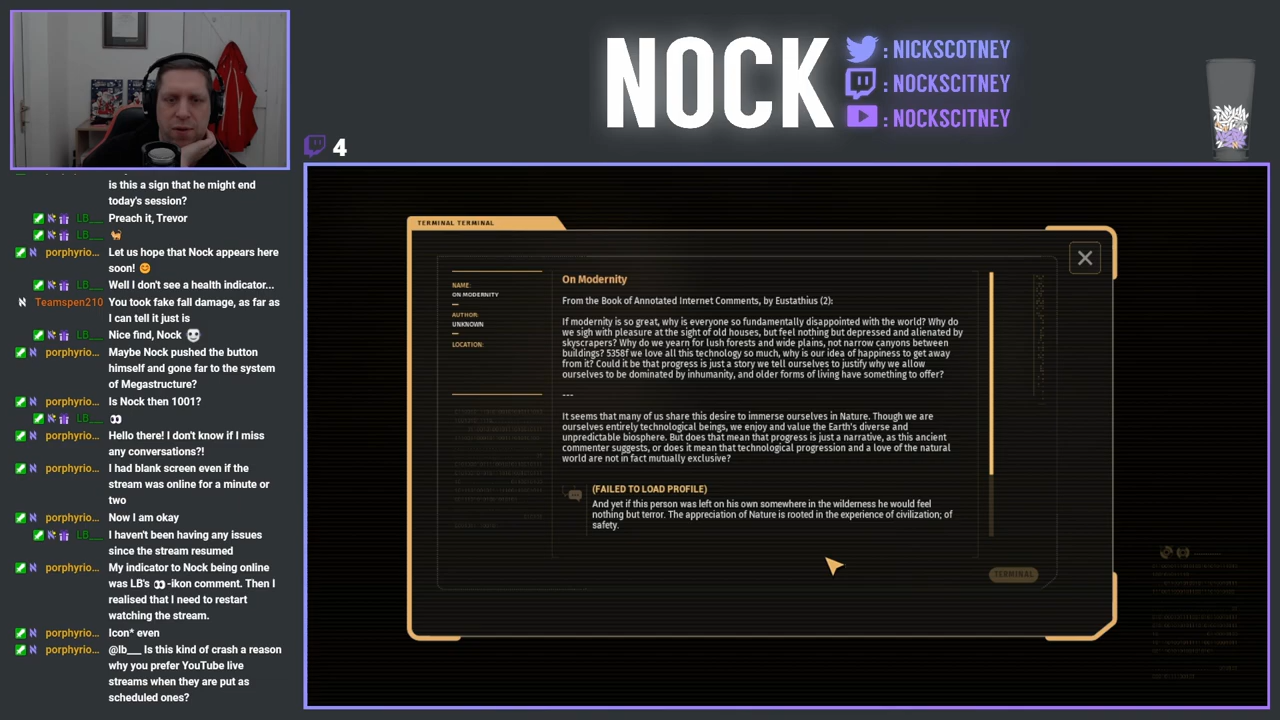 NOCK
: NICKSCOTNEY
: NOCKSCITNEY
: NOCKSCITNEY
4
is this a sign that he might end
today's session?
LB__ Preach it, Trevor
LB__
porphyrio... Let us hope that Nock appears here
soon!
LB__ Well I don't see a health indicator...
Teamspen210 You took fake fall damage, as far as
I can tell it just is
LB__ Nice find, Nock
porphyrio... Maybe Nock pushed the button
himself and gone far to the system
of Megastructure?
porphyrio... Is Nock then 1001?
LB__
porphyrio... Hello there! I don't know if I miss
any conversations?!
porphyrio... I had blank screen even if the
stream was online for a minute or
two
porphyrio... Now I am okay
LB__ I haven't been having any issues
since the stream resumed
porphyrio... My indicator to Nock being online
was LB's 👀-ikon comment. Then I
realised that I need to restart
watching the stream.
porphyrio... Icon* even
porphyrio... @lb__ Is this kind of crash a reason
why you prefer YouTube live
streams when they are put as
scheduled ones?
TERMINAL TERMINAL
NAME:
ON MODERNITY
AUTHOR:
UNKNOWN
LOCATION:
On Modernity
From the Book of Annotated Internet Comments, by Eustathius (2):
If modernity is so great, why is everyone so fundamentally disappointed with the world? Why do
we sigh with pleasure at the sight of old houses, but feel nothing but depressed and alienated by
skyscrapers? Why do we yearn for lush forests and wide plains, not narrow canyons between
buildings? 5358f we love all this technology so much, why is our idea of happiness to get away
from it? Could it be that progress is just a story we tell ourselves to justify why we allow
ourselves to be dominated by inhumanity, and older forms of living have something to offer?
---
It seems that many of us share this desire to immerse ourselves in Nature. Though we are
ourselves entirely technological beings, we enjoy and value the Earth's diverse and
unpredictable biosphere. But does that mean that progress is just a narrative, as this ancient
commenter suggests, or does it mean that technological progression and a love of the natural
world are not in fact mutually exclusive?
(FAILED TO LOAD PROFILE)
And yet if this person was left on his own somewhere in the wilderness he would feel
nothing but terror. The appreciation of Nature is rooted in the experience of civilization; of
safety.
TERMINAL